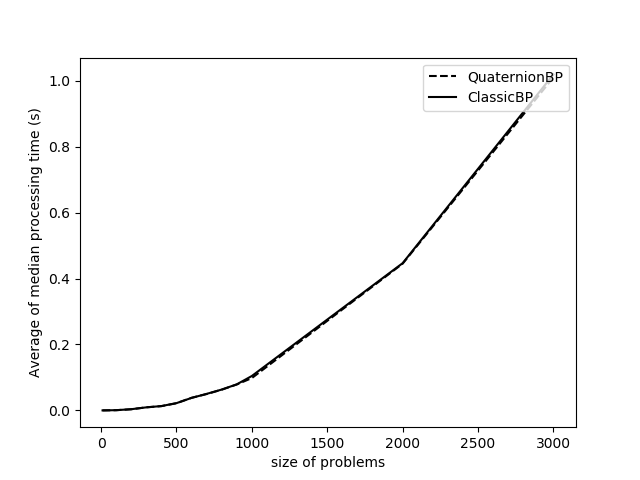 QuaternionBP
ClassicBP
1.0
0.8
0.6
0.4
0.2
0.0
Average of median processing time (s)
0 500 1000 1500 2000 2500 3000
size of problems